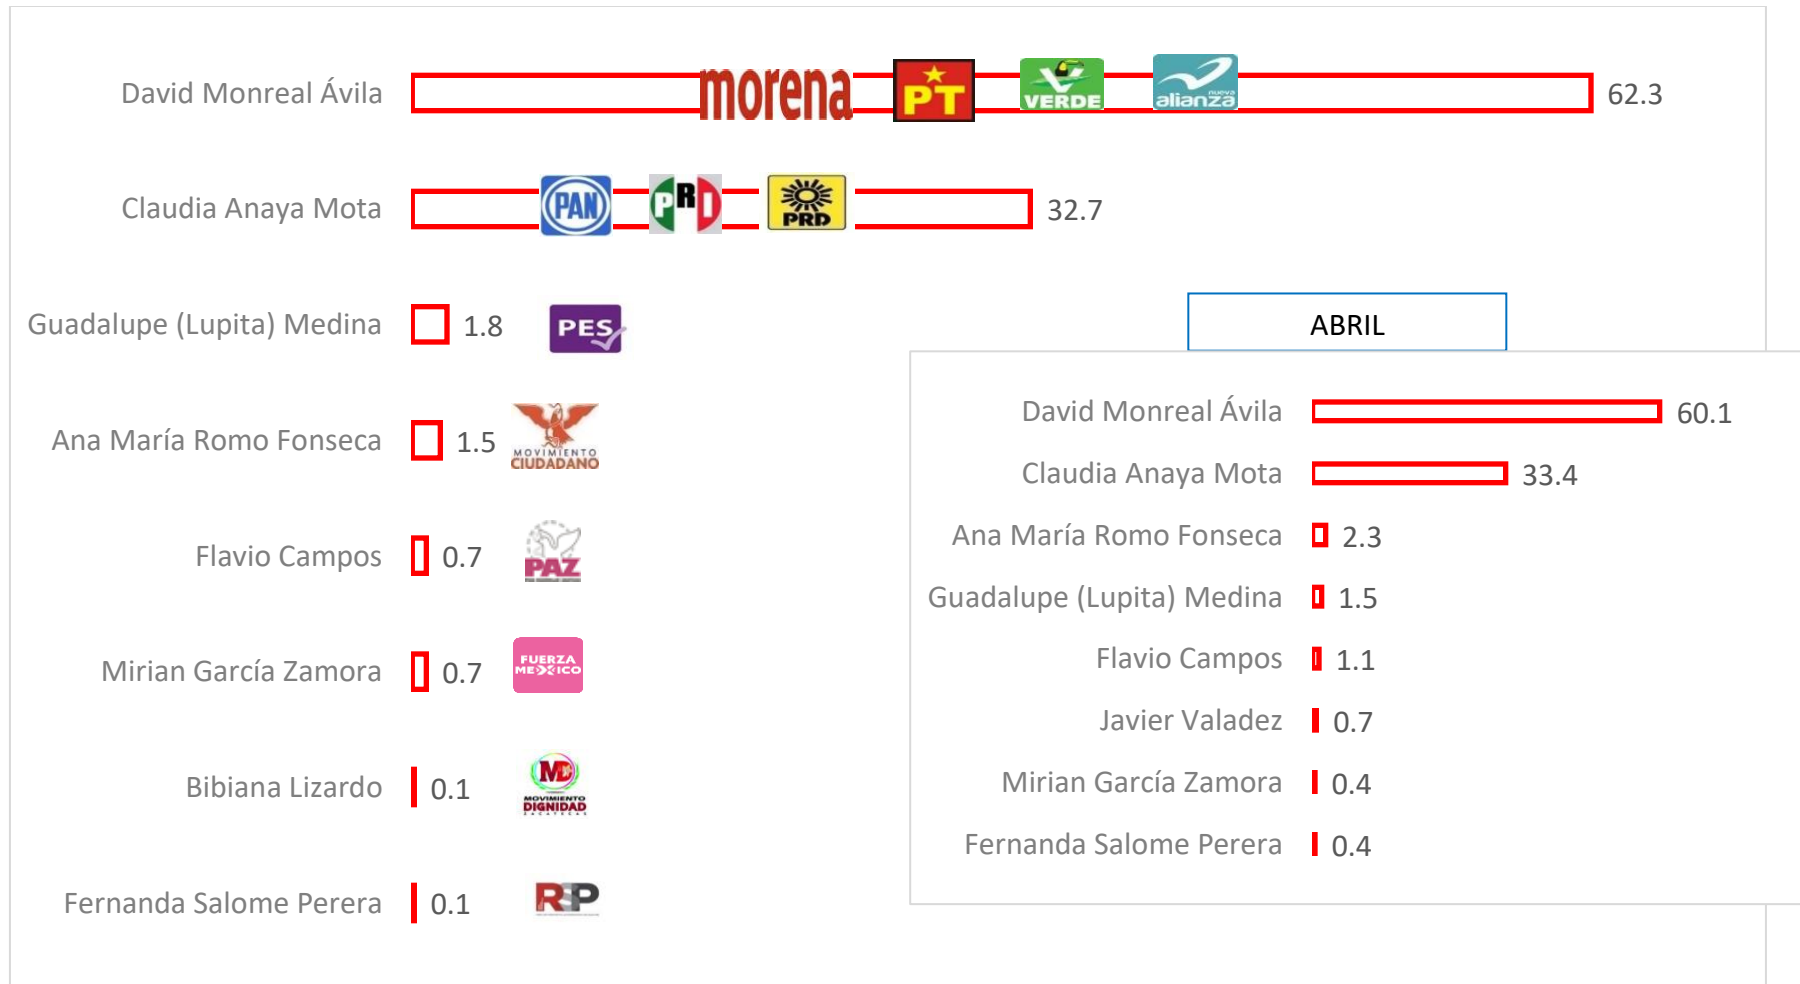 David Monreal Ávila morena PT VERDE nueva alianza 62.3
Claudia Anaya Mota PAN PRI PRD 32.7
Guadalupe (Lupita) Medina 1.8 PES
Ana María Romo Fonseca 1.5 MOVIMIENTO CIUDADANO
Flavio Campos 0.7 PAZ
Mirian García Zamora 0.7 FUERZA MEXICO
Bibiana Lizardo 0.1 MD MOVIMIENTO DIGNIDAD ZACATECAS
Fernanda Salome Perera 0.1 RSP
ABRIL
David Monreal Ávila 60.1
Claudia Anaya Mota 33.4
Ana María Romo Fonseca 2.3
Guadalupe (Lupita) Medina 1.5
Flavio Campos 1.1
Javier Valadez 0.7
Mirian García Zamora 0.4
Fernanda Salome Perera 0.4